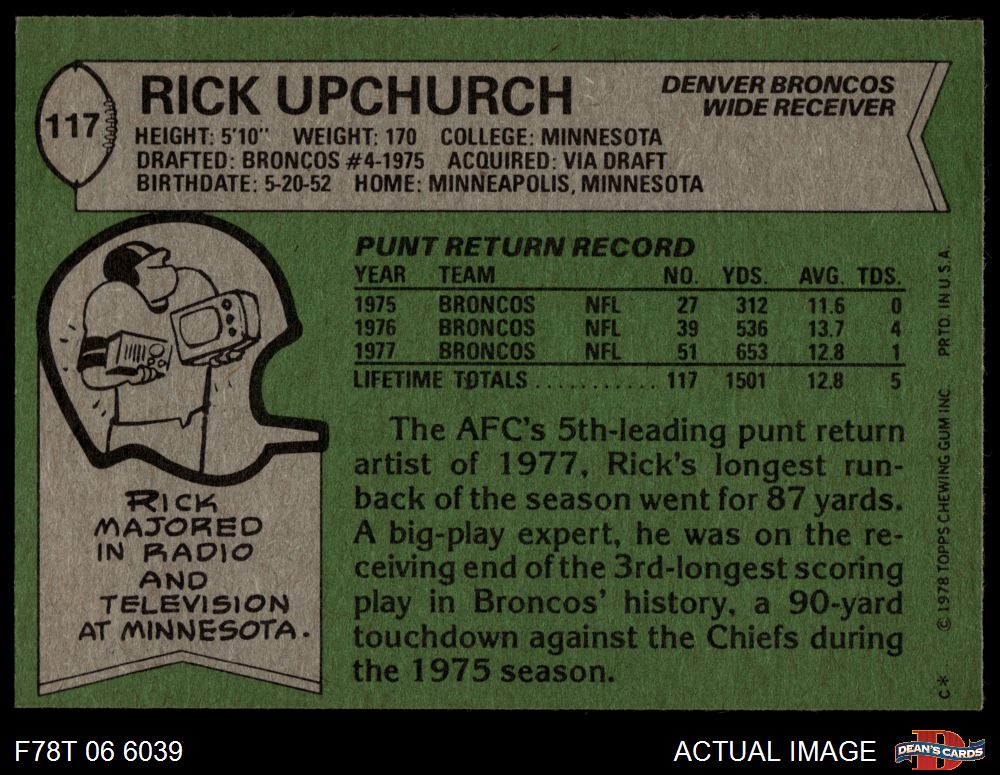 117
RICK UPCHURCH
DENVER BRONCOS
WIDE RECEIVER
HEIGHT: 5'10" WEIGHT: 170 COLLEGE: MINNESOTA
DRAFTED: BRONCOS #4-1975 ACQUIRED: VIA DRAFT
BIRTHDATE: 5-20-52 HOME: MINNEAPOLIS, MINNESOTA
PUNT RETURN RECORD
YEAR TEAM NO. YDS. AVG. TDS.
1975 BRONCOS NFL 27 312 11.6 0
1976 BRONCOS NFL 39 536 13.7 4
1977 BRONCOS NFL 51 653 12.8 1
LIFETIME TOTALS........... 117 1501 12.8 5
The AFC's 5th-leading punt return
artist of 1977, Rick's longest run-
back of the season went for 87 yards.
A big-play expert, he was on the re-
ceiving end of the 3rd-longest scoring
play in Broncos' history, a 90-yard
touchdown against the Chiefs during
the 1975 season.
RICK
MAJORED
IN RADIO
AND
TELEVISION
AT MINNESOTA.
C* © 1978 TOPPS CHEWING GUM INC. PRTD. IN U.S.A.
F78T 06 6039
ACTUAL IMAGE
D
DEAN'S CARDS